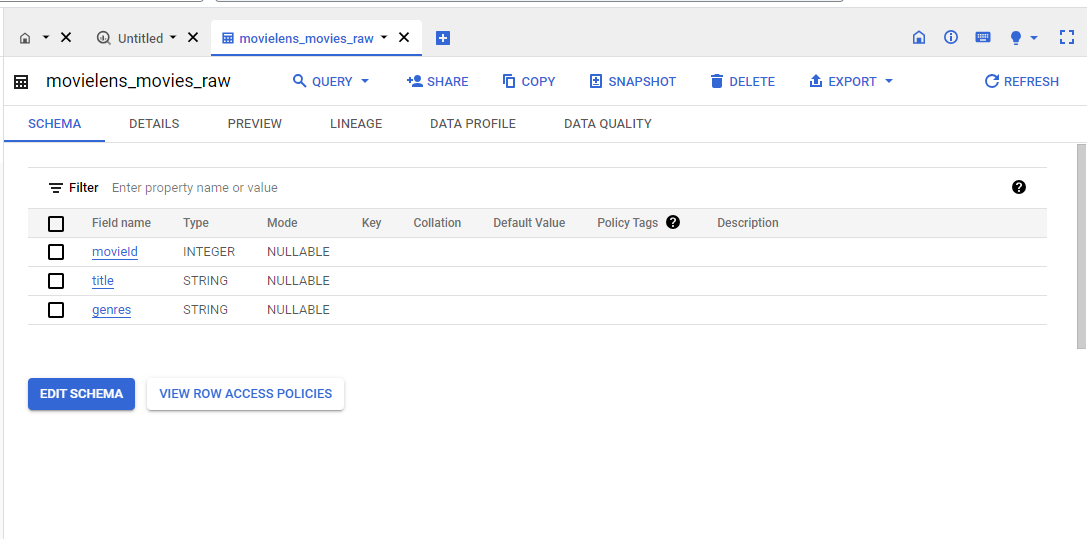 Untitled movielens_movies_raw
movielens_movies_raw QUERY SHARE COPY SNAPSHOT DELETE EXPORT REFRESH
SCHEMA DETAILS PREVIEW LINEAGE DATA PROFILE DATA QUALITY
Filter Enter property name or value
Field name Type Mode Key Collation Default Value Policy Tags Description
movieId INTEGER NULLABLE
title STRING NULLABLE
genres STRING NULLABLE
EDIT SCHEMA VIEW ROW ACCESS POLICIES